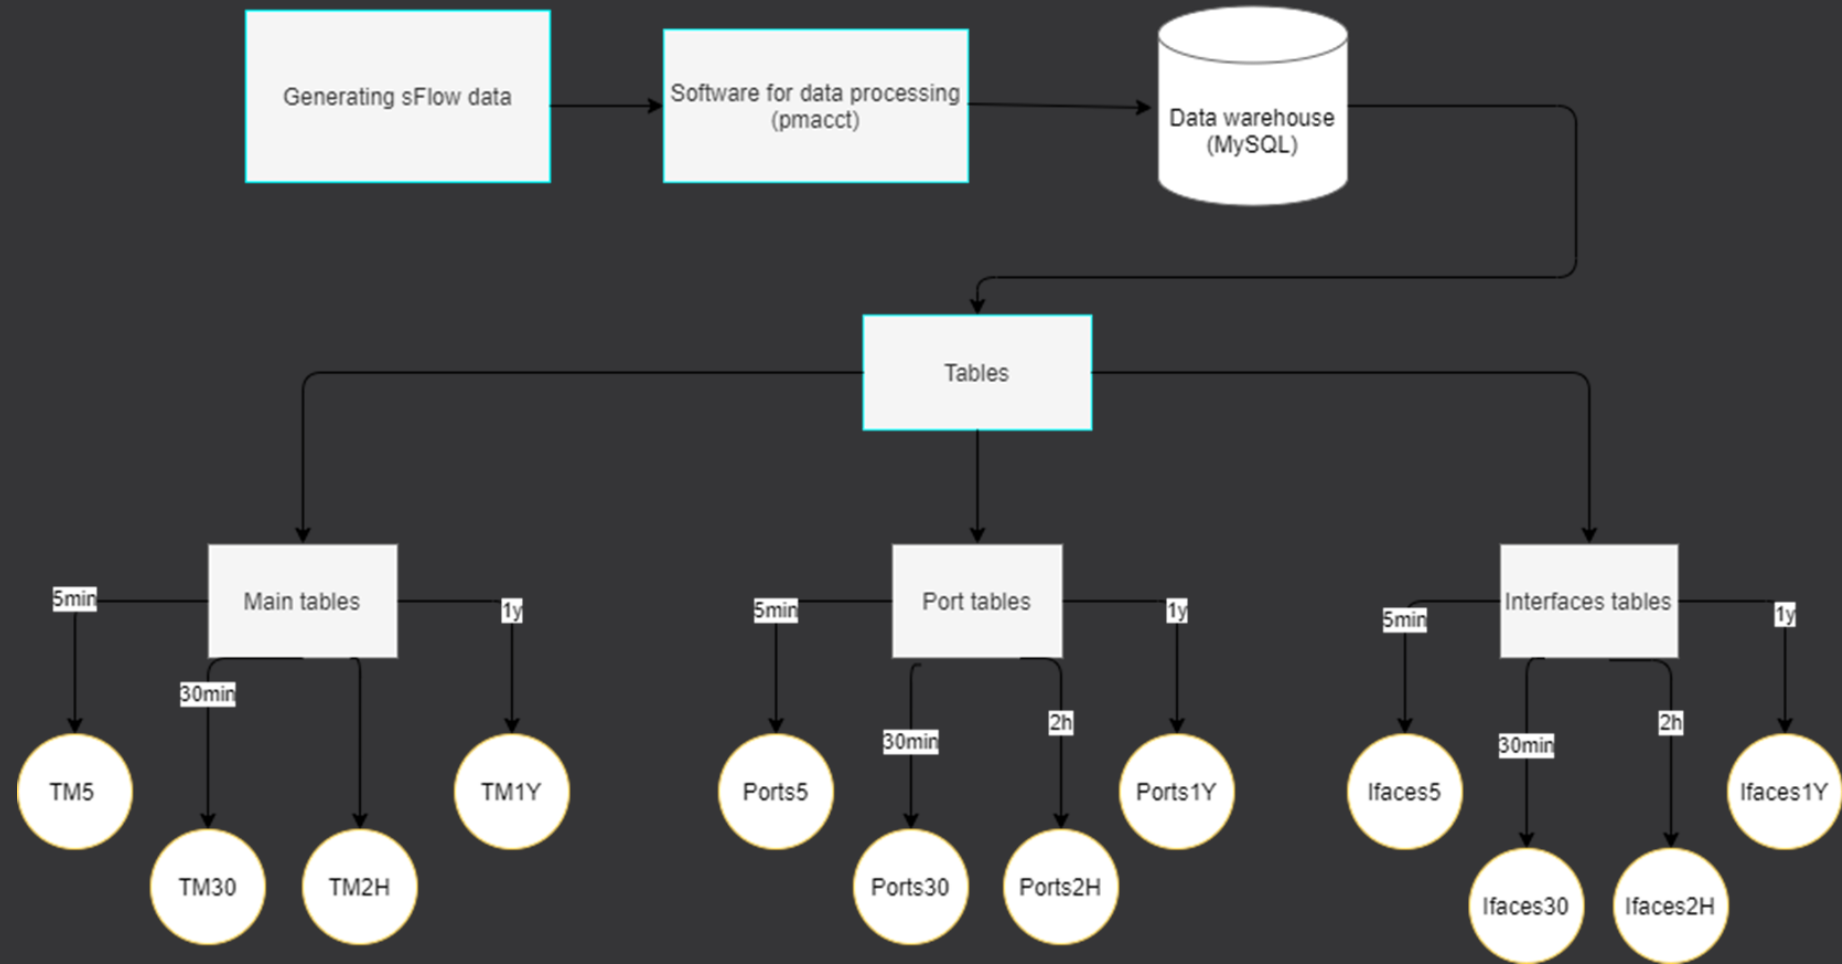 Generating sFlow data
Software for data processing
(pmacct)
Data warehouse
(MySQL)
Tables
Main tables
Port tables
Interfaces tables
5min
1y
30min
5min
1y
30min
2h
5min
1y
30min
2h
TM5
TM30
TM2H
TM1Y
Ports5
Ports30
Ports2H
Ports1Y
Ifaces5
Ifaces30
Ifaces2H
Ifaces1Y